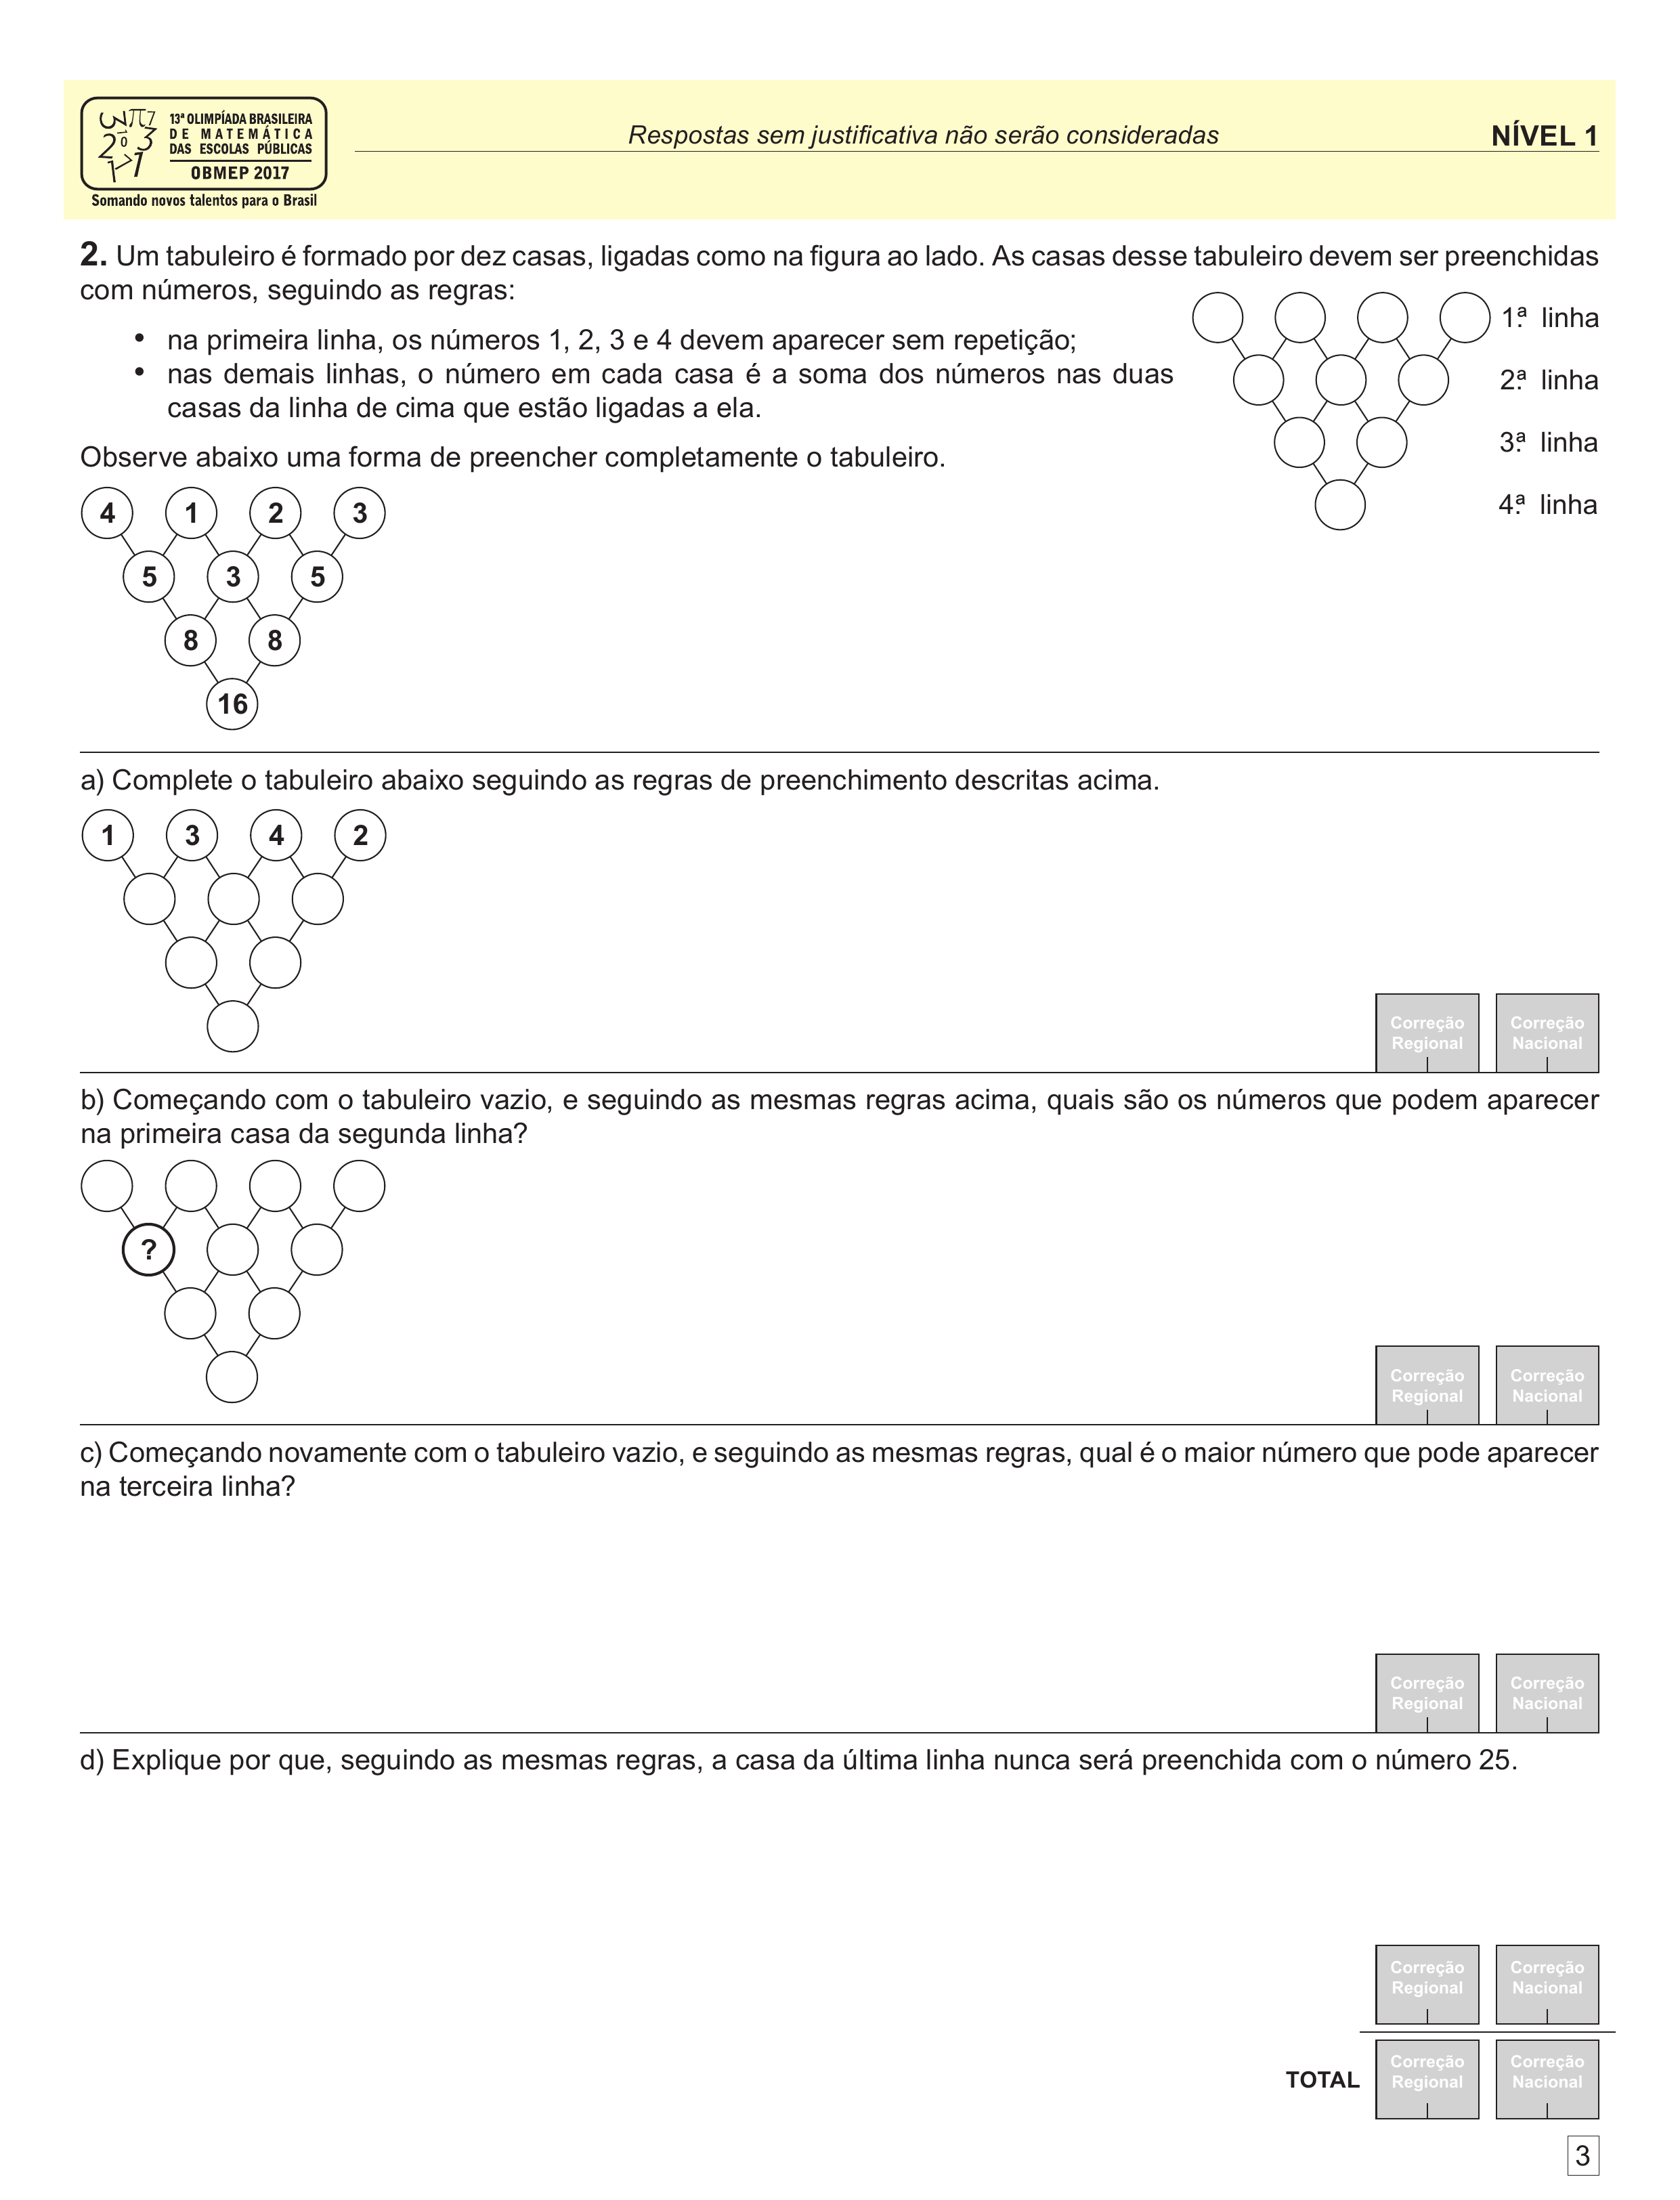 13ª OLIMPÍADA BRASILEIRA
DE MATEMÁTICA
DAS ESCOLAS PÚBLICAS
OBMEP 2017
Somando novos talentos para o Brasil
Respostas sem justificativa não serão consideradas
NÍVEL 1
2. Um tabuleiro é formado por dez casas, ligadas como na figura ao lado. As casas desse tabuleiro devem ser preenchidas
com números, seguindo as regras:
• na primeira linha, os números 1, 2, 3 e 4 devem aparecer sem repetição;
• nas demais linhas, o número em cada casa é a soma dos números nas duas
casas da linha de cima que estão ligadas a ela.
1.ª linha
2.ª linha
3.ª linha
4.ª linha
Observe abaixo uma forma de preencher completamente o tabuleiro.
4 1 2 3
5 3 5
8 8
16
a) Complete o tabuleiro abaixo seguindo as regras de preenchimento descritas acima.
1 3 4 2
Correção Regional
Correção Nacional
b) Começando com o tabuleiro vazio, e seguindo as mesmas regras acima, quais são os números que podem aparecer
na primeira casa da segunda linha?
?
Correção Regional
Correção Nacional
c) Começando novamente com o tabuleiro vazio, e seguindo as mesmas regras, qual é o maior número que pode aparecer
na terceira linha?
Correção Regional
Correção Nacional
d) Explique por que, seguindo as mesmas regras, a casa da última linha nunca será preenchida com o número 25.
Correção Regional
Correção Nacional
TOTAL
Correção Regional
Correção Nacional
3